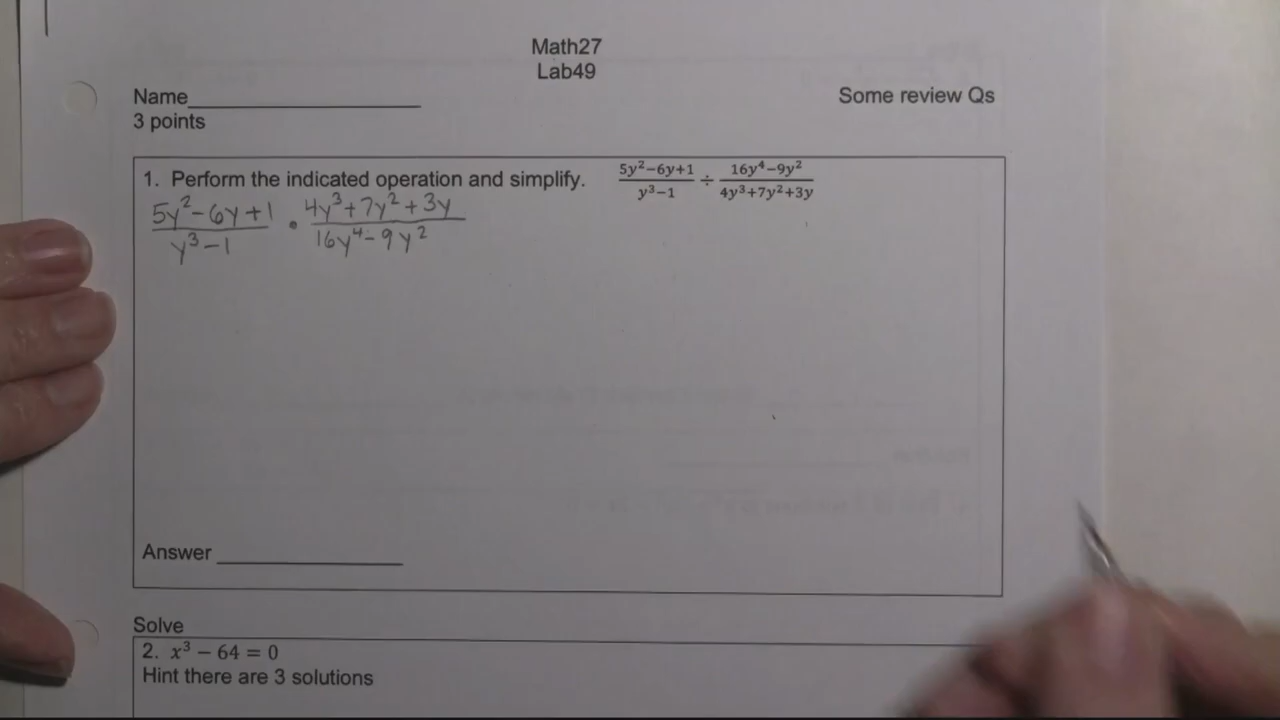 Math27
Lab49
Name____________________ Some review Qs
3 points
1. Perform the indicated operation and simplify. (5y²−6y+1)/(y³−1) ÷ (16y⁴−9y²)/(4y³+7y²+3y)
(5y²−6y+1)/(y³−1) • (4y³+7y²+3y)/(16y⁴−9y²)
Answer ________________
Solve
2. x³ − 64 = 0
Hint there are 3 solutions